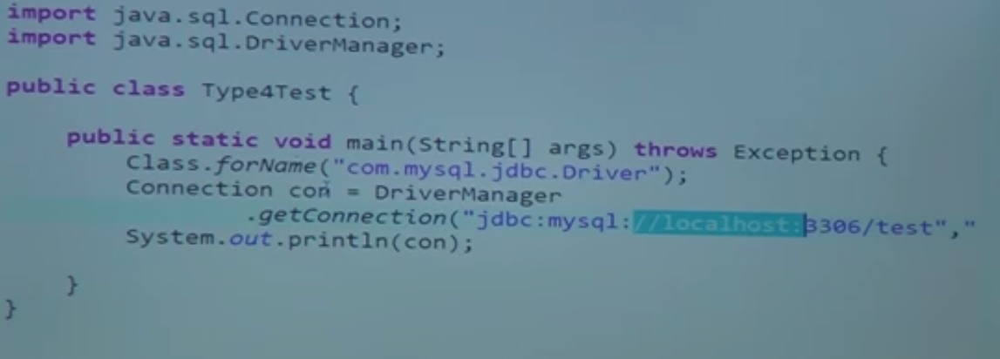 import java.sql.Connection;
import java.sql.DriverManager;
public class Type4Test {
public static void main(String[] args) throws Exception {
Class.forName("com.mysql.jdbc.Driver");
Connection con = DriverManager
.getConnection("jdbc:mysql://localhost:3306/test","
System.out.println(con);
}
}